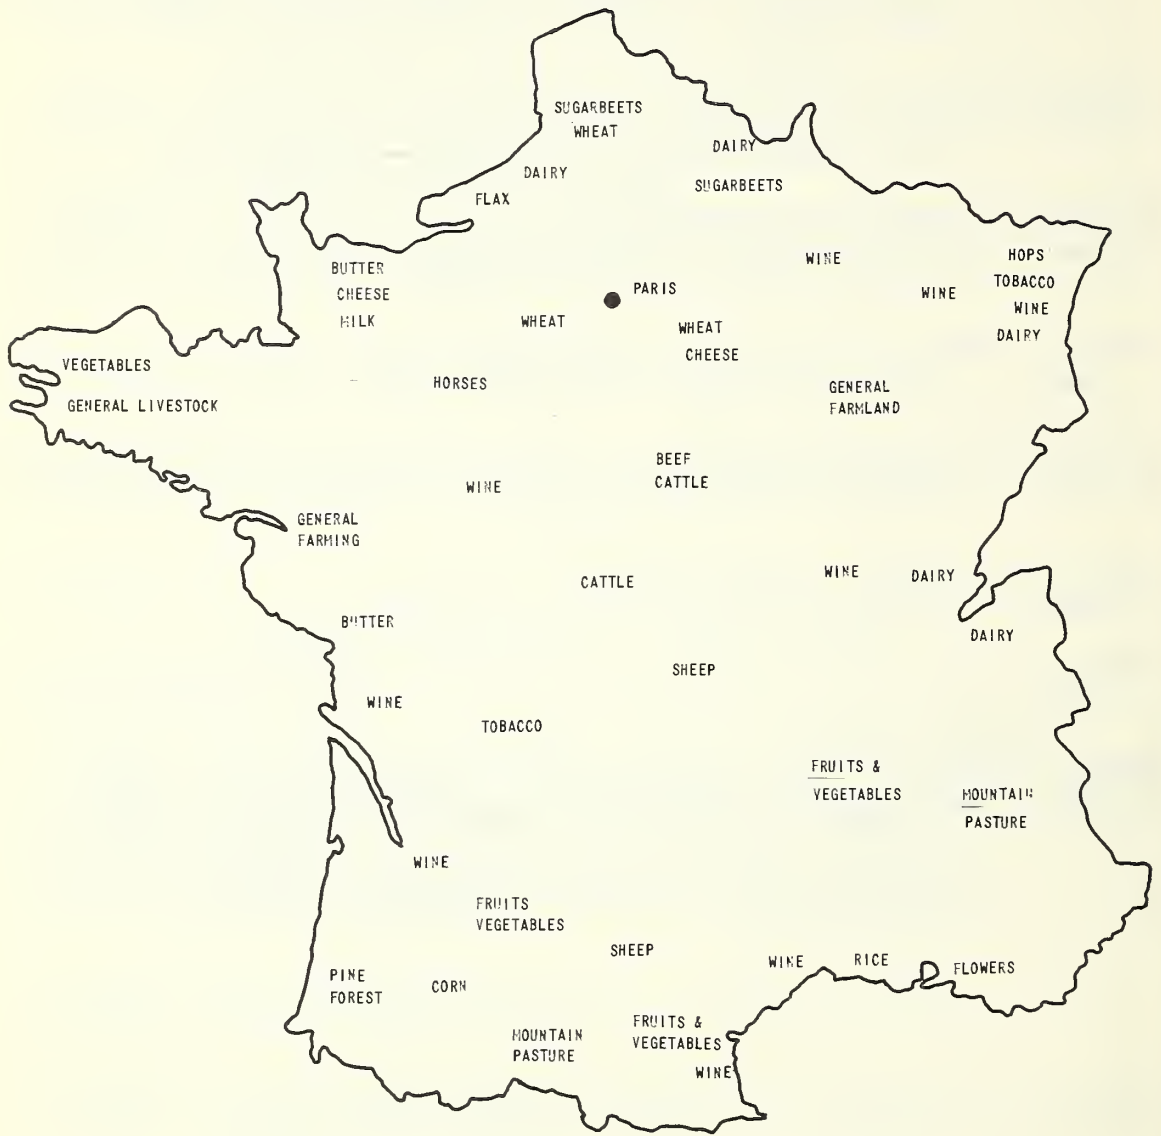 SUGARBEETS
WHEAT
DAIRY
DAIRY
SUGARBEETS
FLAX
WINE
HOPS
TOBACCO
WINE
DAIRY
WINE
BUTTER
CHEESE
MILK
PARIS
WHEAT
WHEAT
CHEESE
VEGETABLES
GENERAL LIVESTOCK
HORSES
GENERAL
FARMLAND
BEEF
CATTLE
WINE
GENERAL
FARMING
CATTLE
WINE
DAIRY
BUTTER
DAIRY
SHEEP
WINE
TOBACCO
FRUITS &
VEGETABLES
MOUNTAIN
PASTURE
WINE
FRUITS
VEGETABLES
SHEEP
WINE
RICE
FLOWERS
PINE
FOREST
CORN
MOUNTAIN
PASTURE
FRUITS &
VEGETABLES
WINE